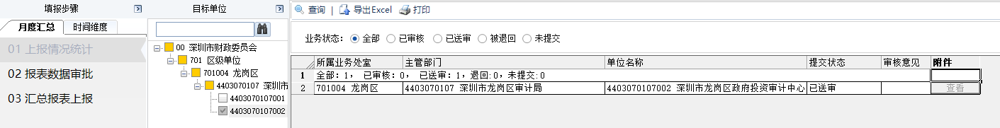 填报步骤
月度汇总 时间维度
01 上报情况统计
02 报表数据审批
03 汇总报表上报
目标单位
00 深圳市财政委员会
701 区级单位
701004 龙岗区
4403070107 深圳市
4403070107001
4403070107002
查询 导出Excel 打印
业务状态: 全部 已审核 已送审 被退回 未提交
所属业务处室 主管部门 单位名称 提交状态 审核意见 附件
1 全部: 1, 已审核: 0, 已送审: 1, 退回:0, 未提交:0
2 701004 龙岗区 4403070107 深圳市龙岗区审计局 4403070107002 深圳市龙岗区政府投资审计中心 已送审 查看